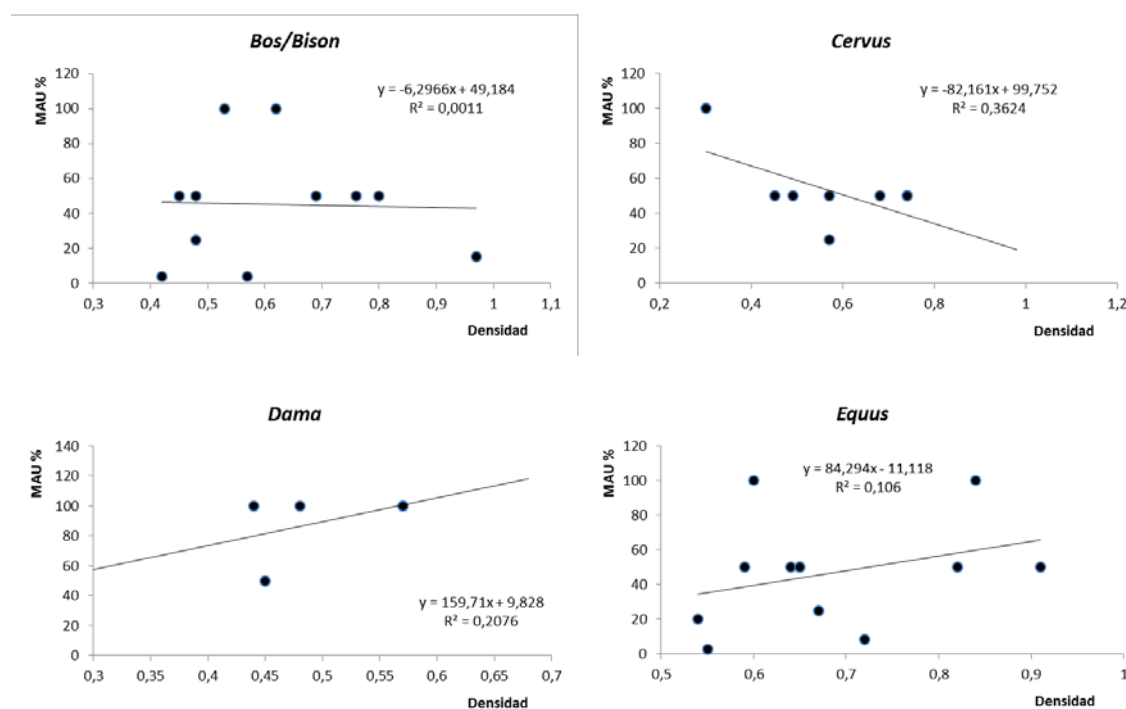 Bos/Bison
MAU %
120
100
80
60
40
20
0
y = -6,2966x + 49,184
R² = 0,0011
0,3 0,4 0,5 0,6 0,7 0,8 0,9 1 1,1
Densidad
Cervus
MAU %
120
100
80
60
40
20
0
y = -82,161x + 99,752
R² = 0,3624
0,2 0,4 0,6 0,8 1 1,2
Densidad
Dama
MAU %
140
120
100
80
60
40
20
0
y = 159,71x + 9,828
R² = 0,2076
0,3 0,35 0,4 0,45 0,5 0,55 0,6 0,65 0,7
Densidad
Equus
MAU %
120
100
80
60
40
20
0
y = 84,294x - 11,118
R² = 0,106
0,5 0,6 0,7 0,8 0,9 1
Densidad